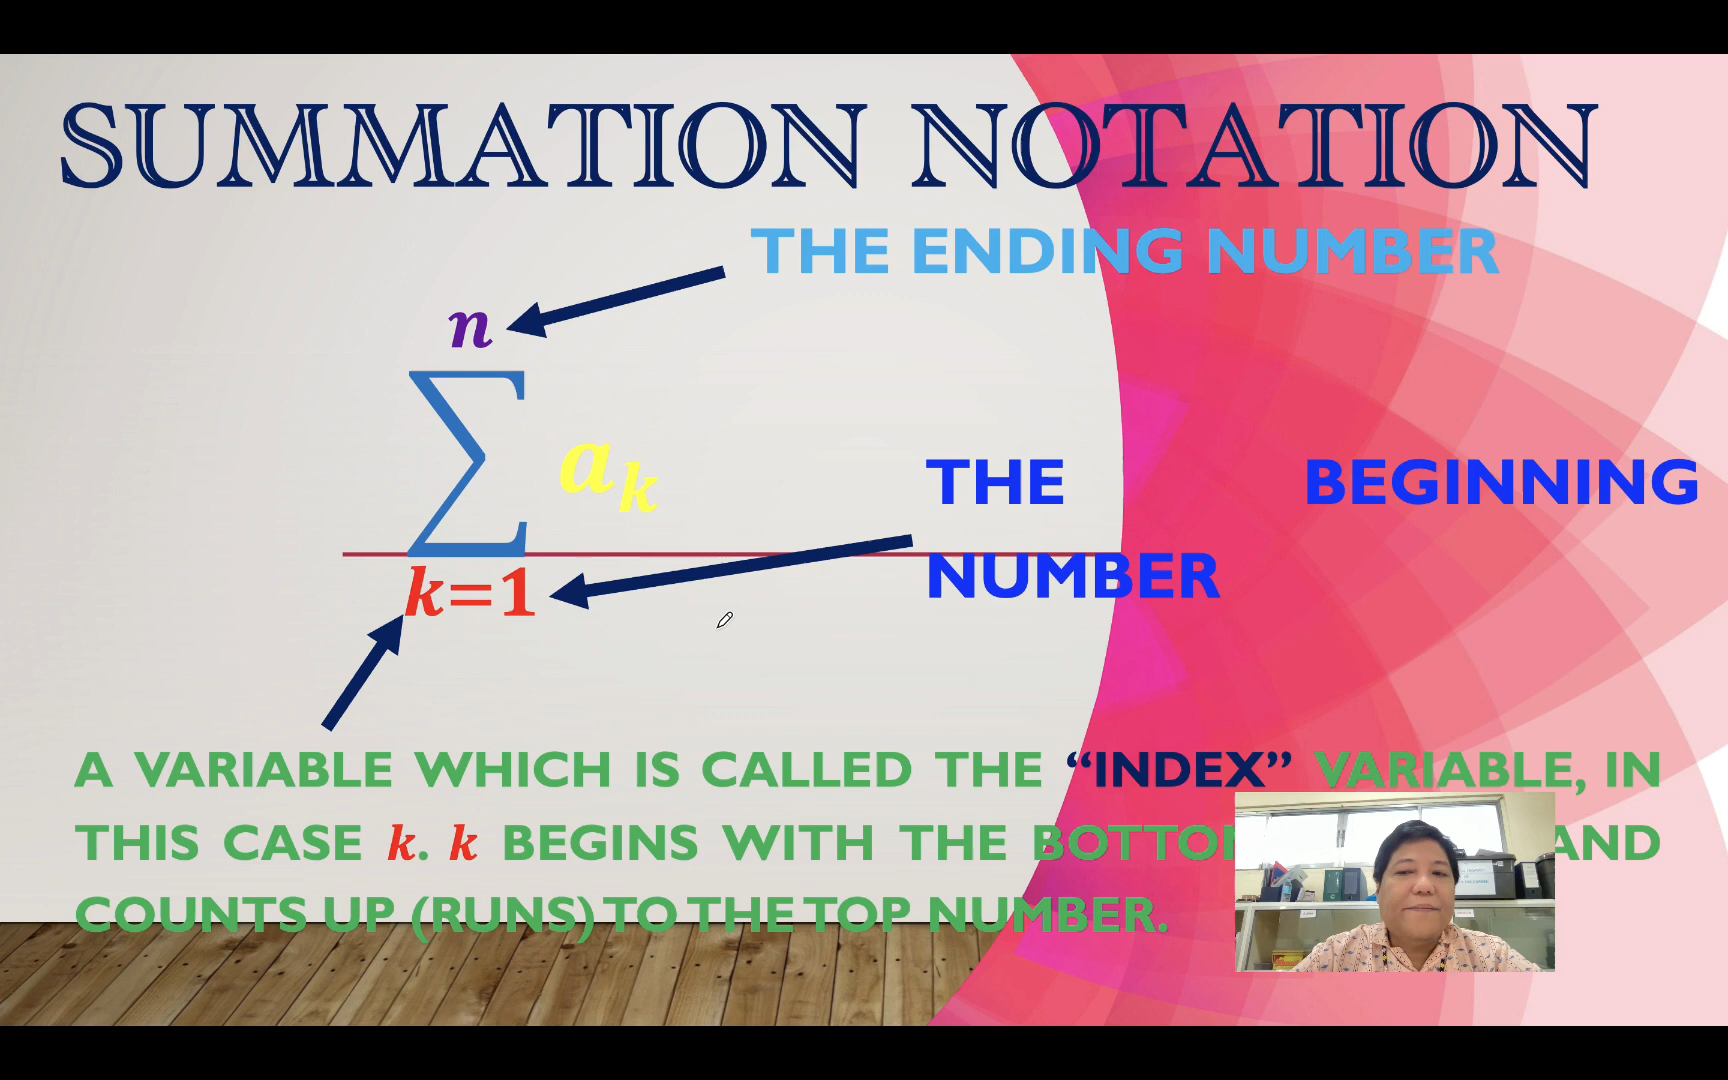 SUMMATION NOTATION
THE ENDING NUMBER
n
∑ a_k
k=1
THE BEGINNING
NUMBER
A VARIABLE WHICH IS CALLED THE “INDEX” VARIABLE, IN
THIS CASE k. k BEGINS WITH THE AND
COUNTS UP (RUNS) TO THE TOP NUMBER.